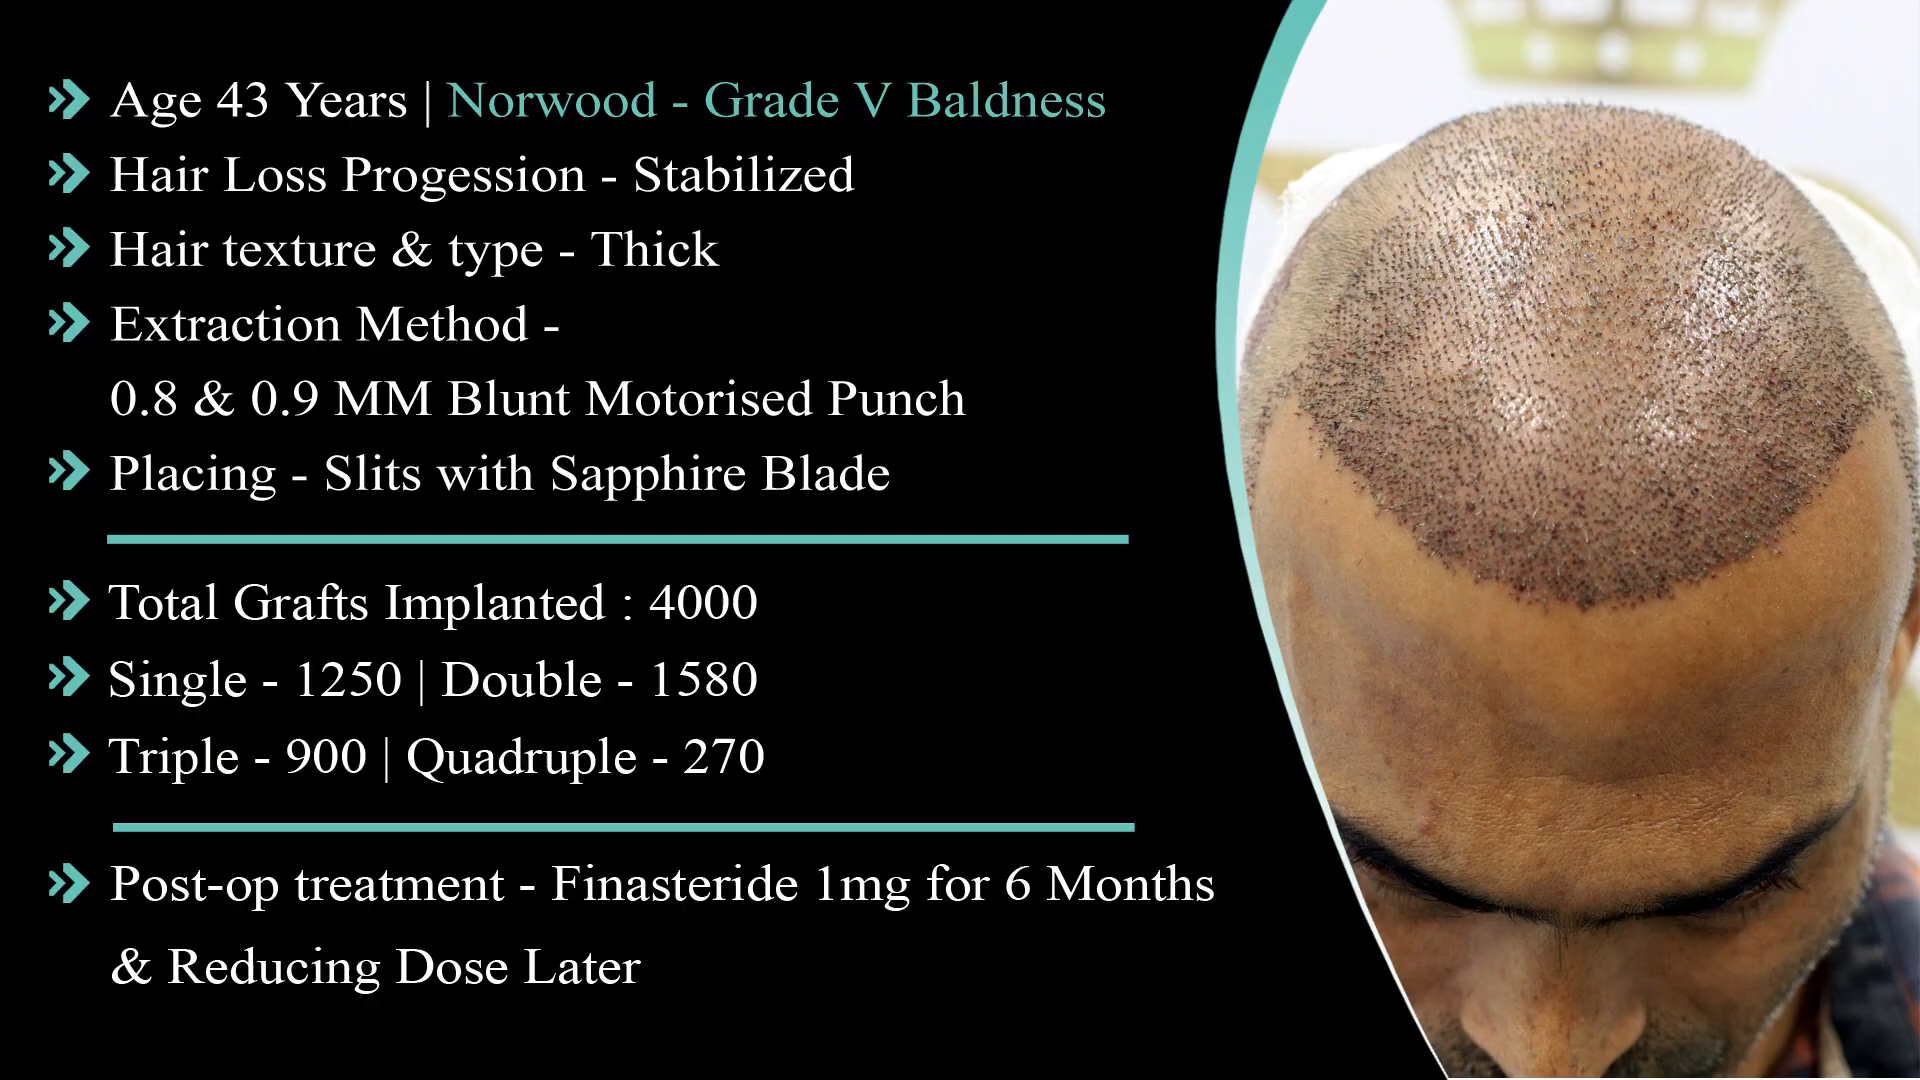 Age 43 Years | Norwood - Grade V Baldness
Hair Loss Progession - Stabilized
Hair texture & type - Thick
Extraction Method -
0.8 & 0.9 MM Blunt Motorised Punch
Placing - Slits with Sapphire Blade
Total Grafts Implanted : 4000
Single - 1250 | Double - 1580
Triple - 900 | Quadruple - 270
Post-op treatment - Finasteride 1mg for 6 Months
& Reducing Dose Later